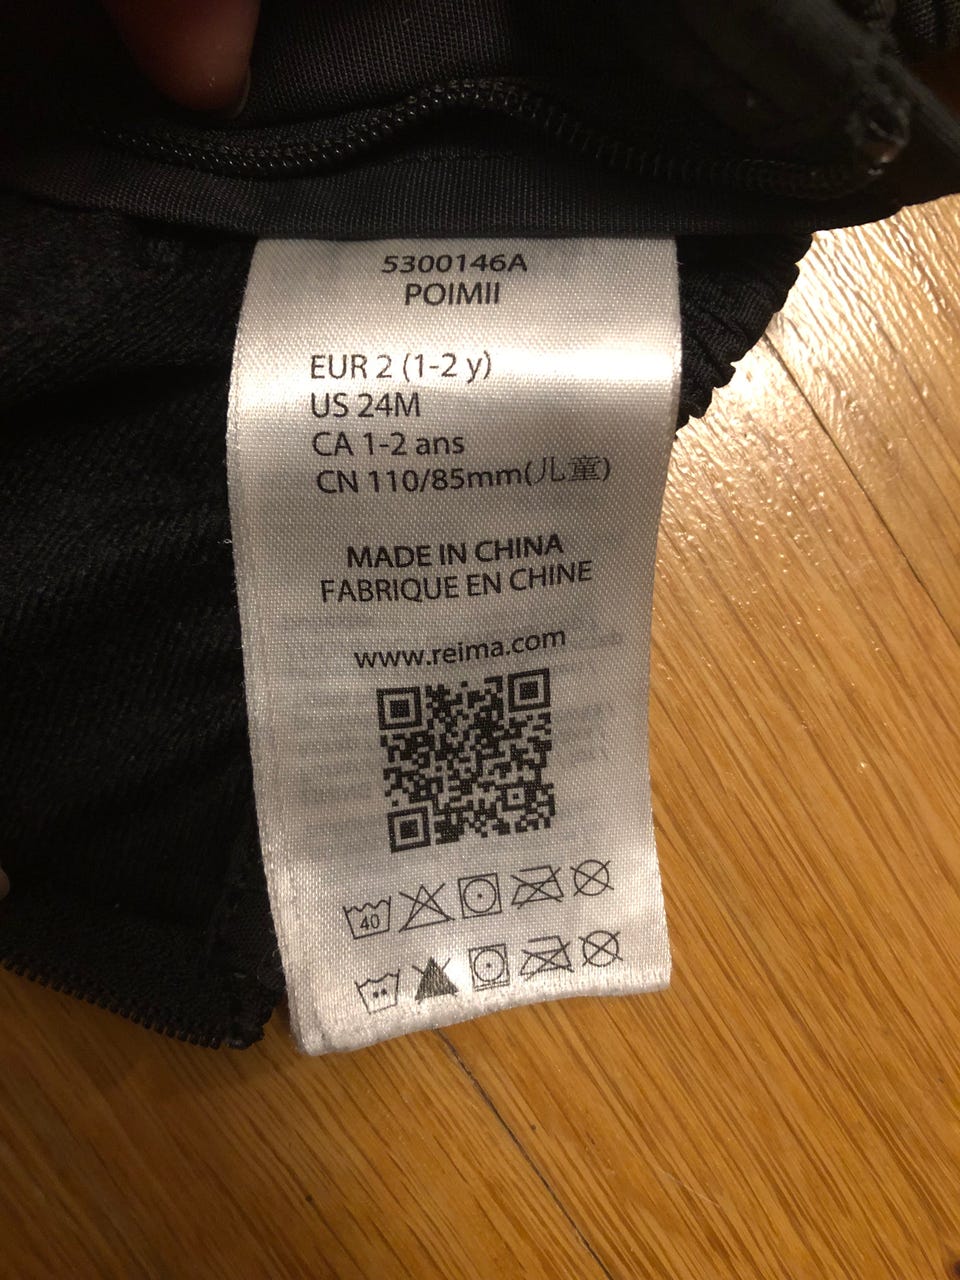 5300146A
POIMII
EUR 2 (1-2 y)
US 24M
CA 1-2 ans
CN 110/85mm(儿童)
MADE IN CHINA
FABRIQUE EN CHINE
www.reima.com
40